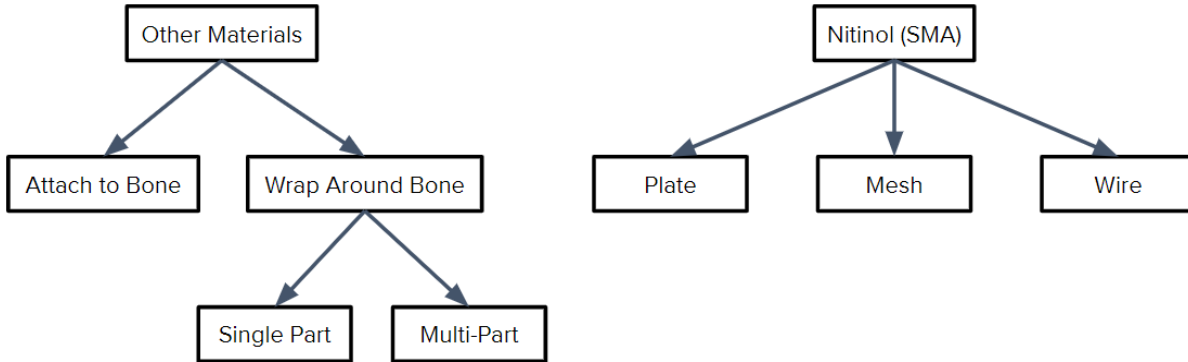 Other Materials
Nitinol (SMA)
Attach to Bone
Wrap Around Bone
Plate
Mesh
Wire
Single Part
Multi-Part